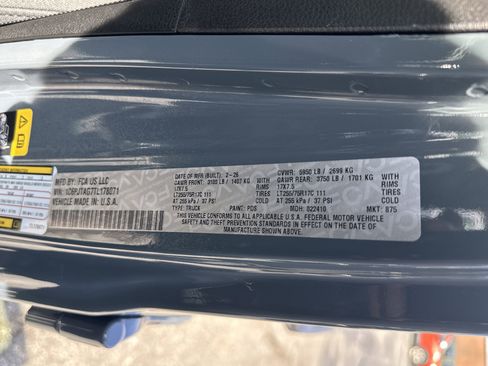 MFD BY: FCA US LLC
DATE OF MFR (BUILT): 2-26
GVWR: 5950 LB / 2699 KG
GAWR FRONT: 3100 LB / 1407 KG
WITH
GAWR REAR: 3750 LB / 1701 KG
WITH
17X7.5
RIMS
17X7.5
RIMS
LT255/75R17C 111
TIRES
LT255/75R17C 111
TIRES
AT 255 kPa / 37 PSI
COLD
AT 255 kPa / 37 PSI
COLD
THIS VEHICLE CONFORMS TO ALL APPLICABLE U.S.A. FEDERAL MOTOR VEHICLE
SAFETY AND THEFT PREVENTION STANDARDS IN EFFECT ON THE DATE OF
MANUFACTURE SHOWN ABOVE.
VEHICLE MADE IN U.S.A.
TYPE: TRUCK
PAINT: PDS
MDH: 022410
MKT: 875